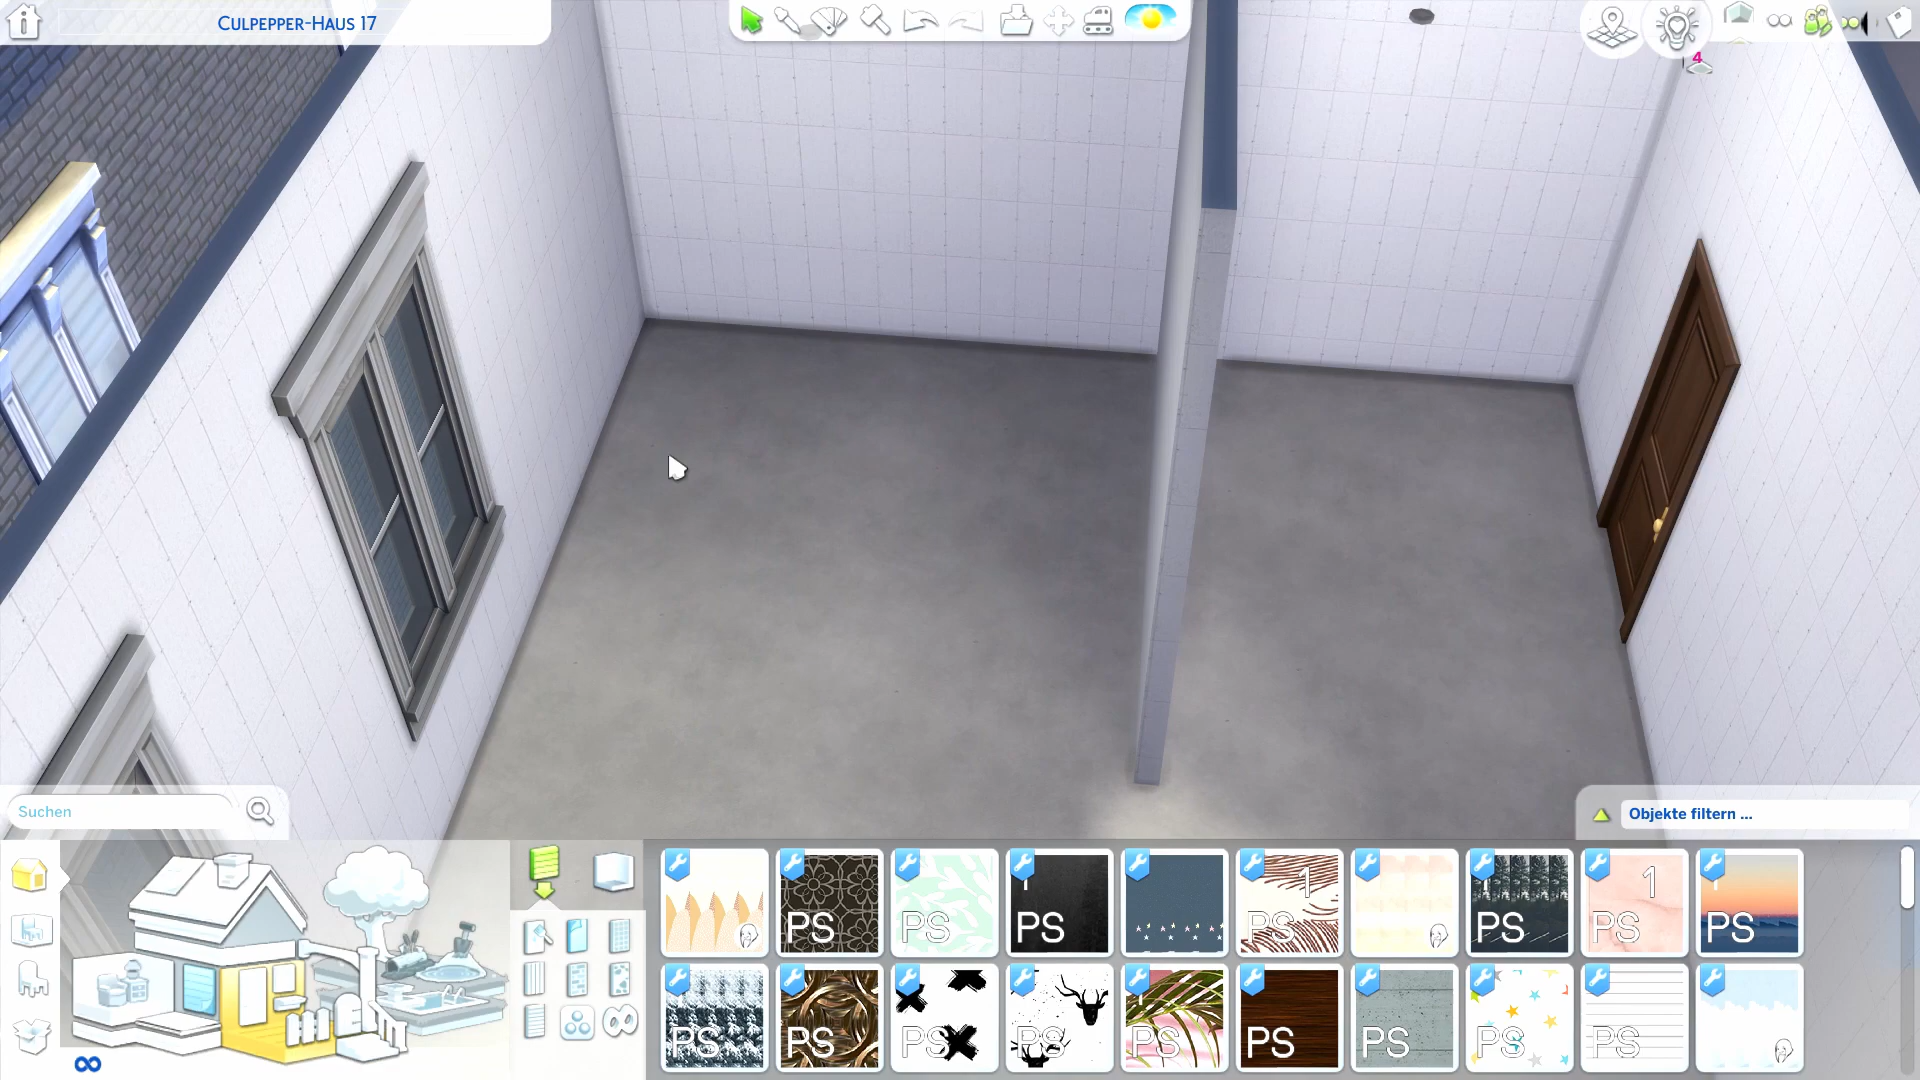 Culpepper-Haus 17
4
Suchen
Objekte filtern ...
PS PS PS PS 1 PS PS 1 PS
PS PS PS PS PS PS PS PS PS